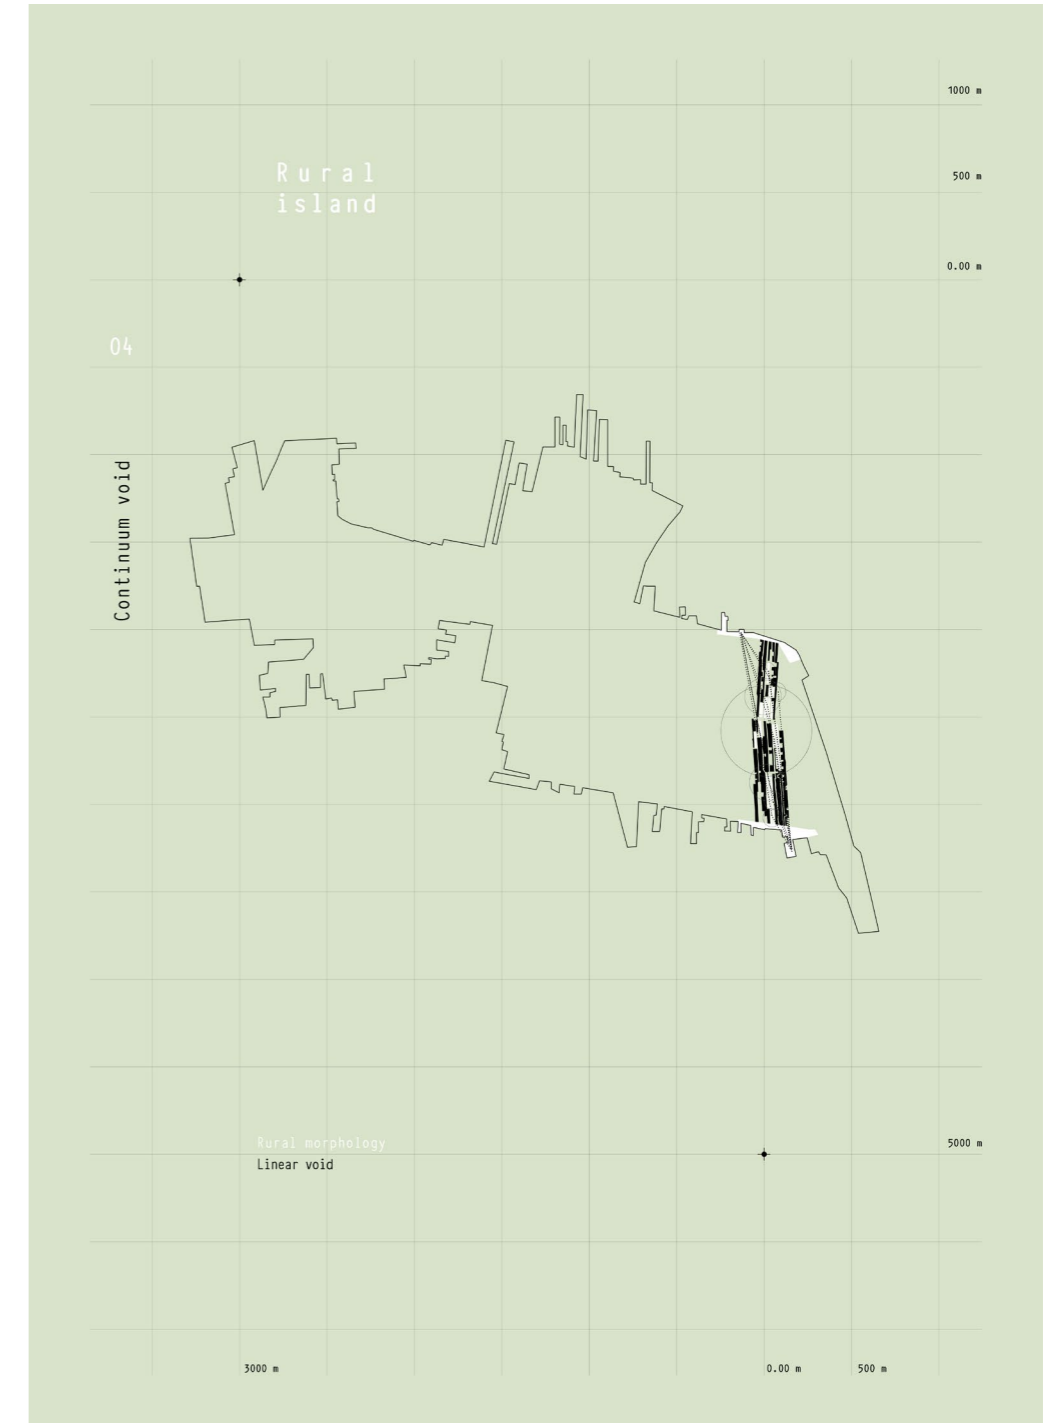 1000 m
Rural
island
500 m
0.00 m
04
Continuum void
Rural morphology
Linear void
5000 m
3000 m
0.00 m
500 m